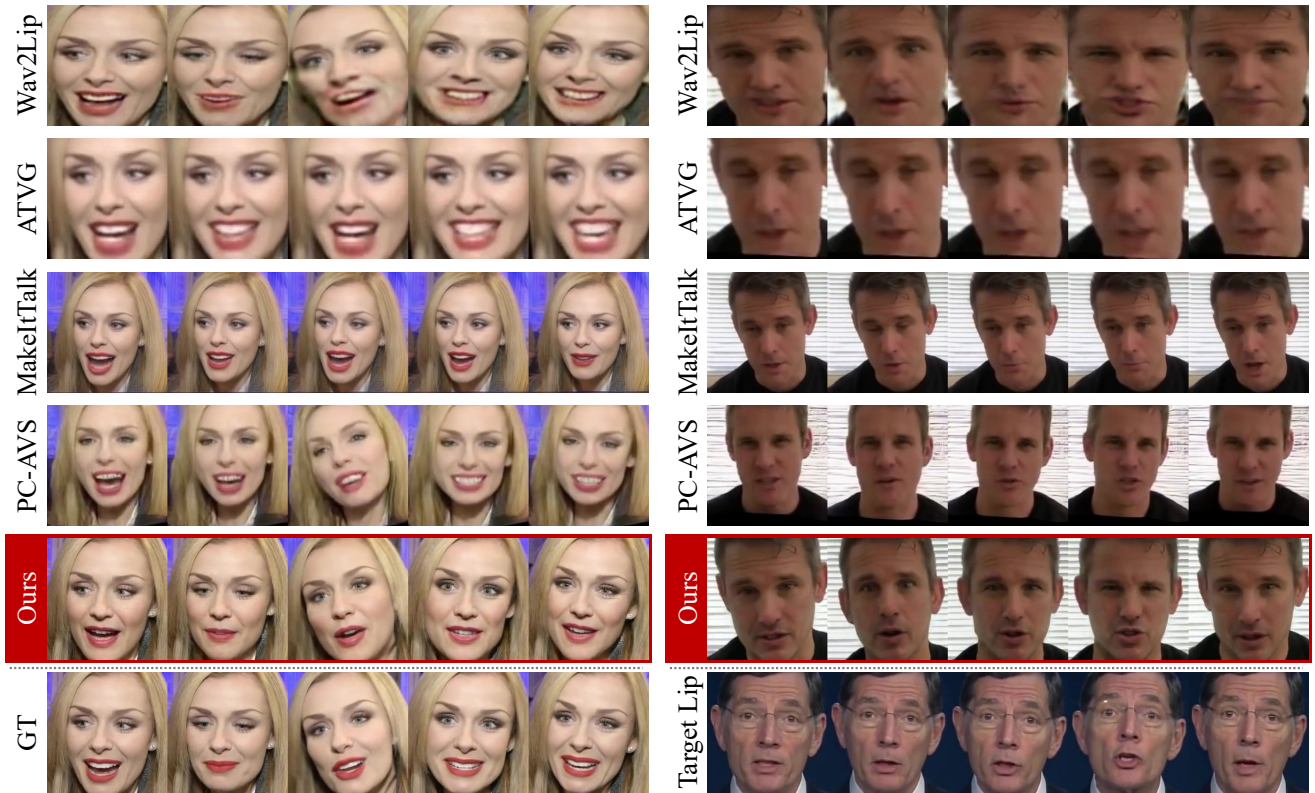 Wav2Lip
ATVG
MakeItTalk
PC-AVS
Ours
GT
Wav2Lip
ATVG
MakeItTalk
PC-AVS
Ours
Target Lip